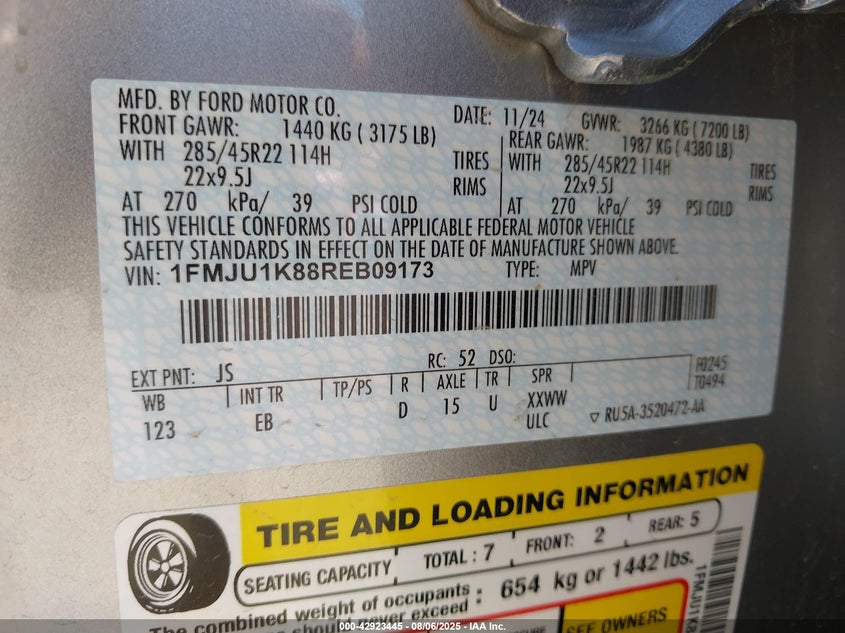 MFD. BY FORD MOTOR CO. DATE: 11/24 GVWR: 3266 KG ( 7200 LB)
FRONT GAWR: 1440 KG ( 3175 LB) REAR GAWR: 1987 KG ( 4380 LB)
WITH 285/45R22 114H TIRES WITH 285/45R22 114H TIRES
22x9.5J RIMS 22x9.5J RIMS
AT 270 kPa/ 39 PSI COLD AT 270 kPa/ 39 PSI COLD
THIS VEHICLE CONFORMS TO ALL APPLICABLE FEDERAL MOTOR VEHICLE
SAFETY STANDARDS IN EFFECT ON THE DATE OF MANUFACTURE SHOWN ABOVE.
VIN: 1FMJU1K88REB09173 TYPE: MPV
EXT PNT: JS RC: 52 DSO: F0245
T0494
WB INT TR TP/PS R AXLE TR SPR
123 EB D 15 U XXWW
ULC ▽ RU5A-3520472-AA
TIRE AND LOADING INFORMATION
SEATING CAPACITY TOTAL : 7 FRONT: 2 REAR: 5
The combined weight of occupants : 654 kg or 1442 lbs.
should never exceed
SEE OWNERS
1FMJU1K8
000-42923445 - 08/06/2025 - IAA Inc.